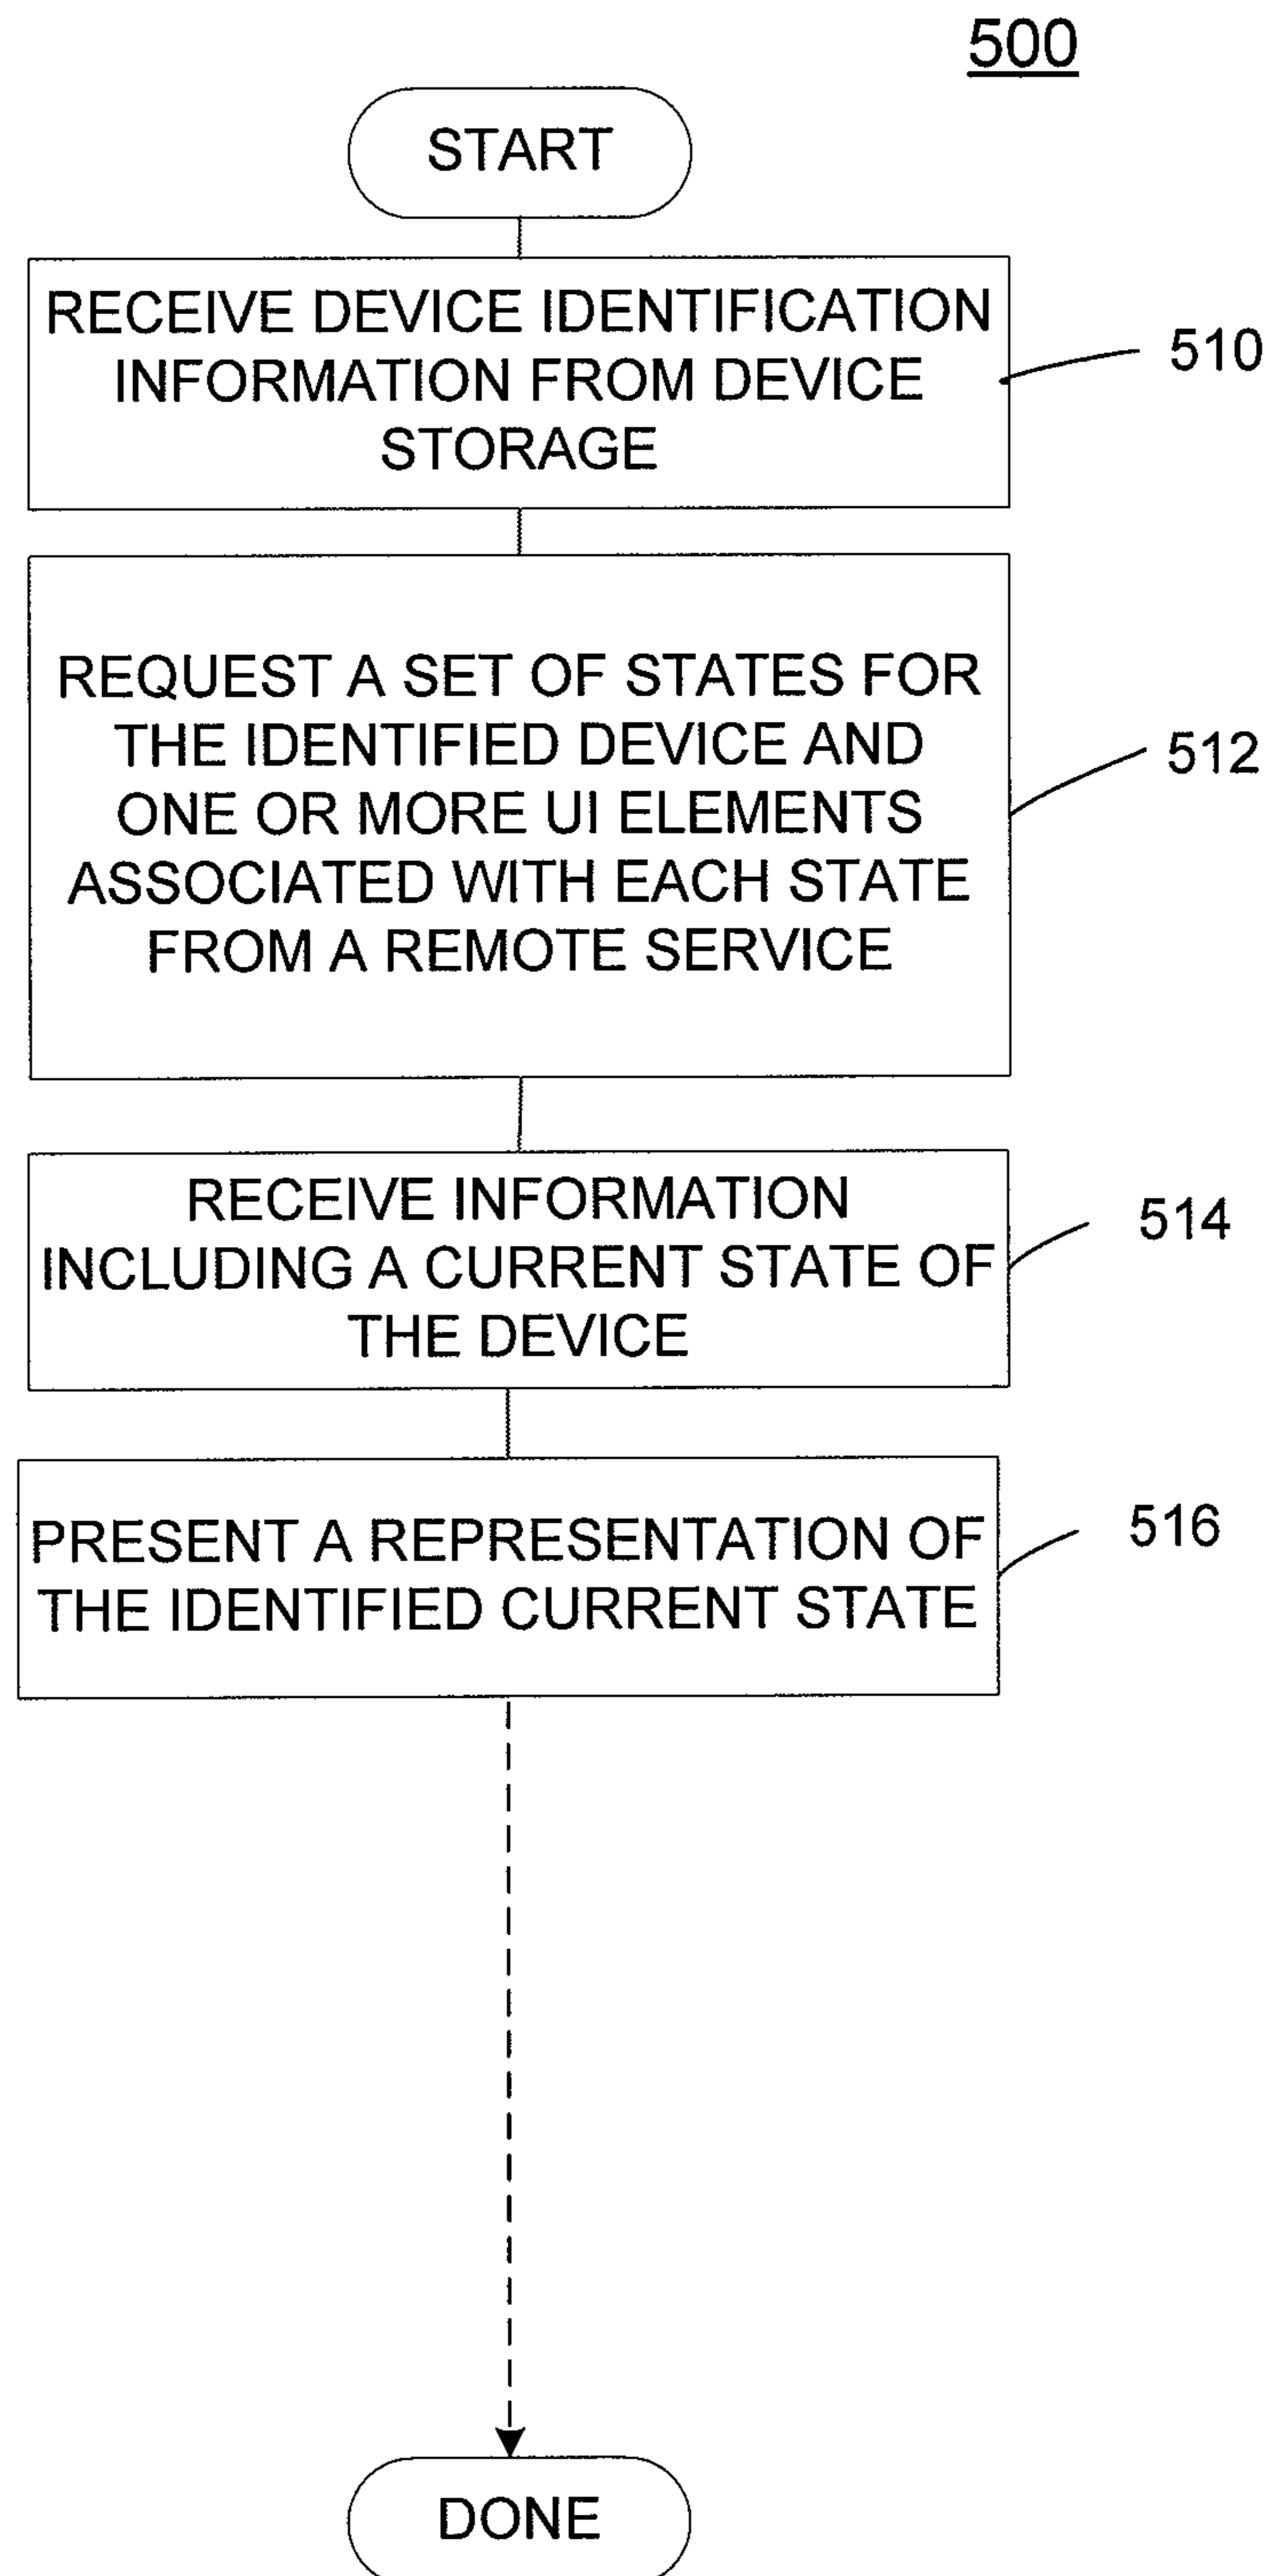 500
START
RECEIVE DEVICE IDENTIFICATION
INFORMATION FROM DEVICE
STORAGE
510
REQUEST A SET OF STATES FOR
THE IDENTIFIED DEVICE AND
ONE OR MORE UI ELEMENTS
ASSOCIATED WITH EACH STATE
FROM A REMOTE SERVICE
512
RECEIVE INFORMATION
INCLUDING A CURRENT STATE OF
THE DEVICE
514
PRESENT A REPRESENTATION OF
THE IDENTIFIED CURRENT STATE
516
DONE